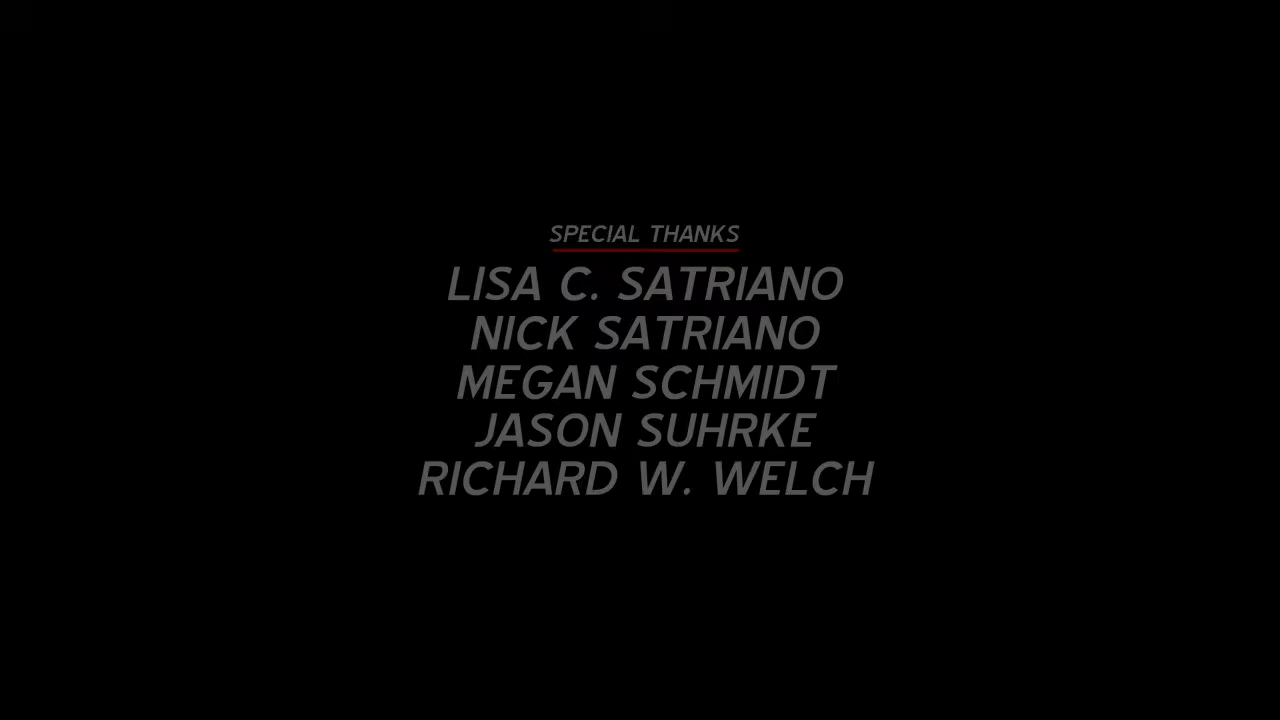 SPECIAL THANKS
LISA C. SATRIANO
NICK SATRIANO
MEGAN SCHMIDT
JASON SUHRKE
RICHARD W. WELCH